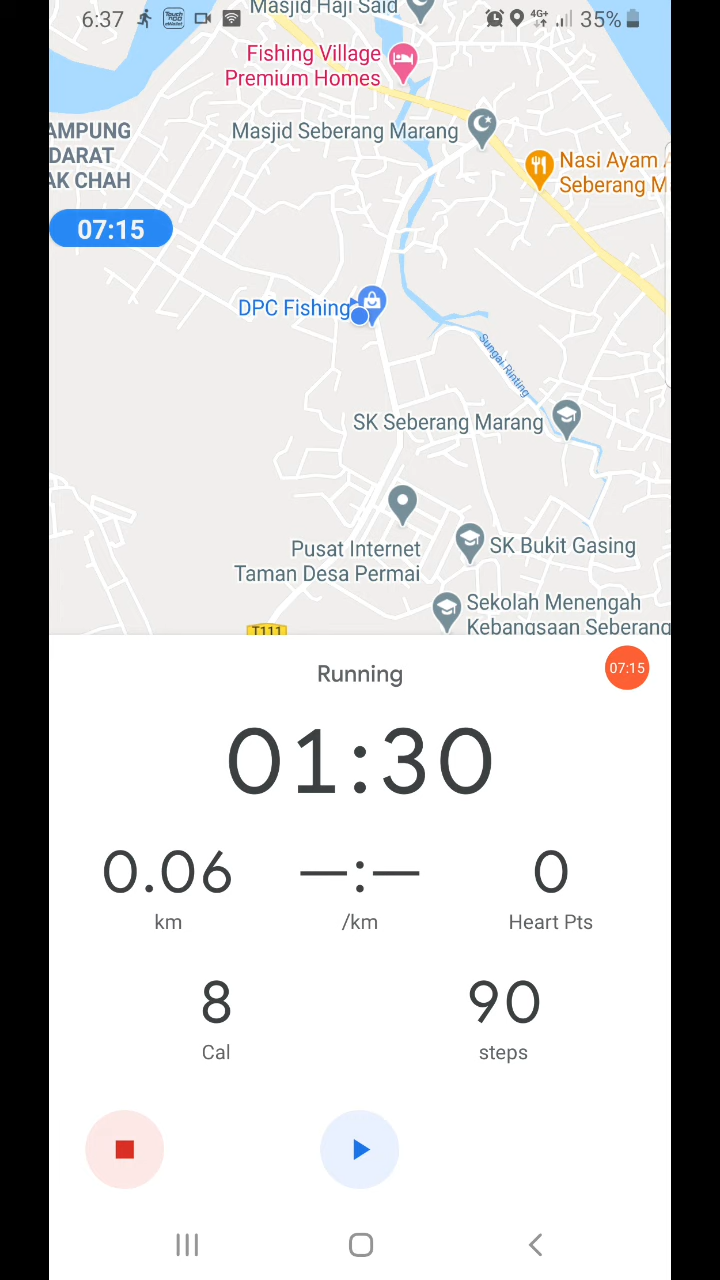 Masjid Haji Said
6:37
4G+
35%
Fishing Village
Premium Homes
Masjid Seberang Marang
AMPUNG
DARAT
AK CHAH
Nasi Ayam
Seberang M
07:15
DPC Fishing
Sungai Rinting
SK Seberang Marang
Pusat Internet
Taman Desa Permai
SK Bukit Gasing
Sekolah Menengah
Kebangsaan Seberang
T111
Running
07:15
01:30
0.06
—:—
0
km
/km
Heart Pts
8
90
Cal
steps